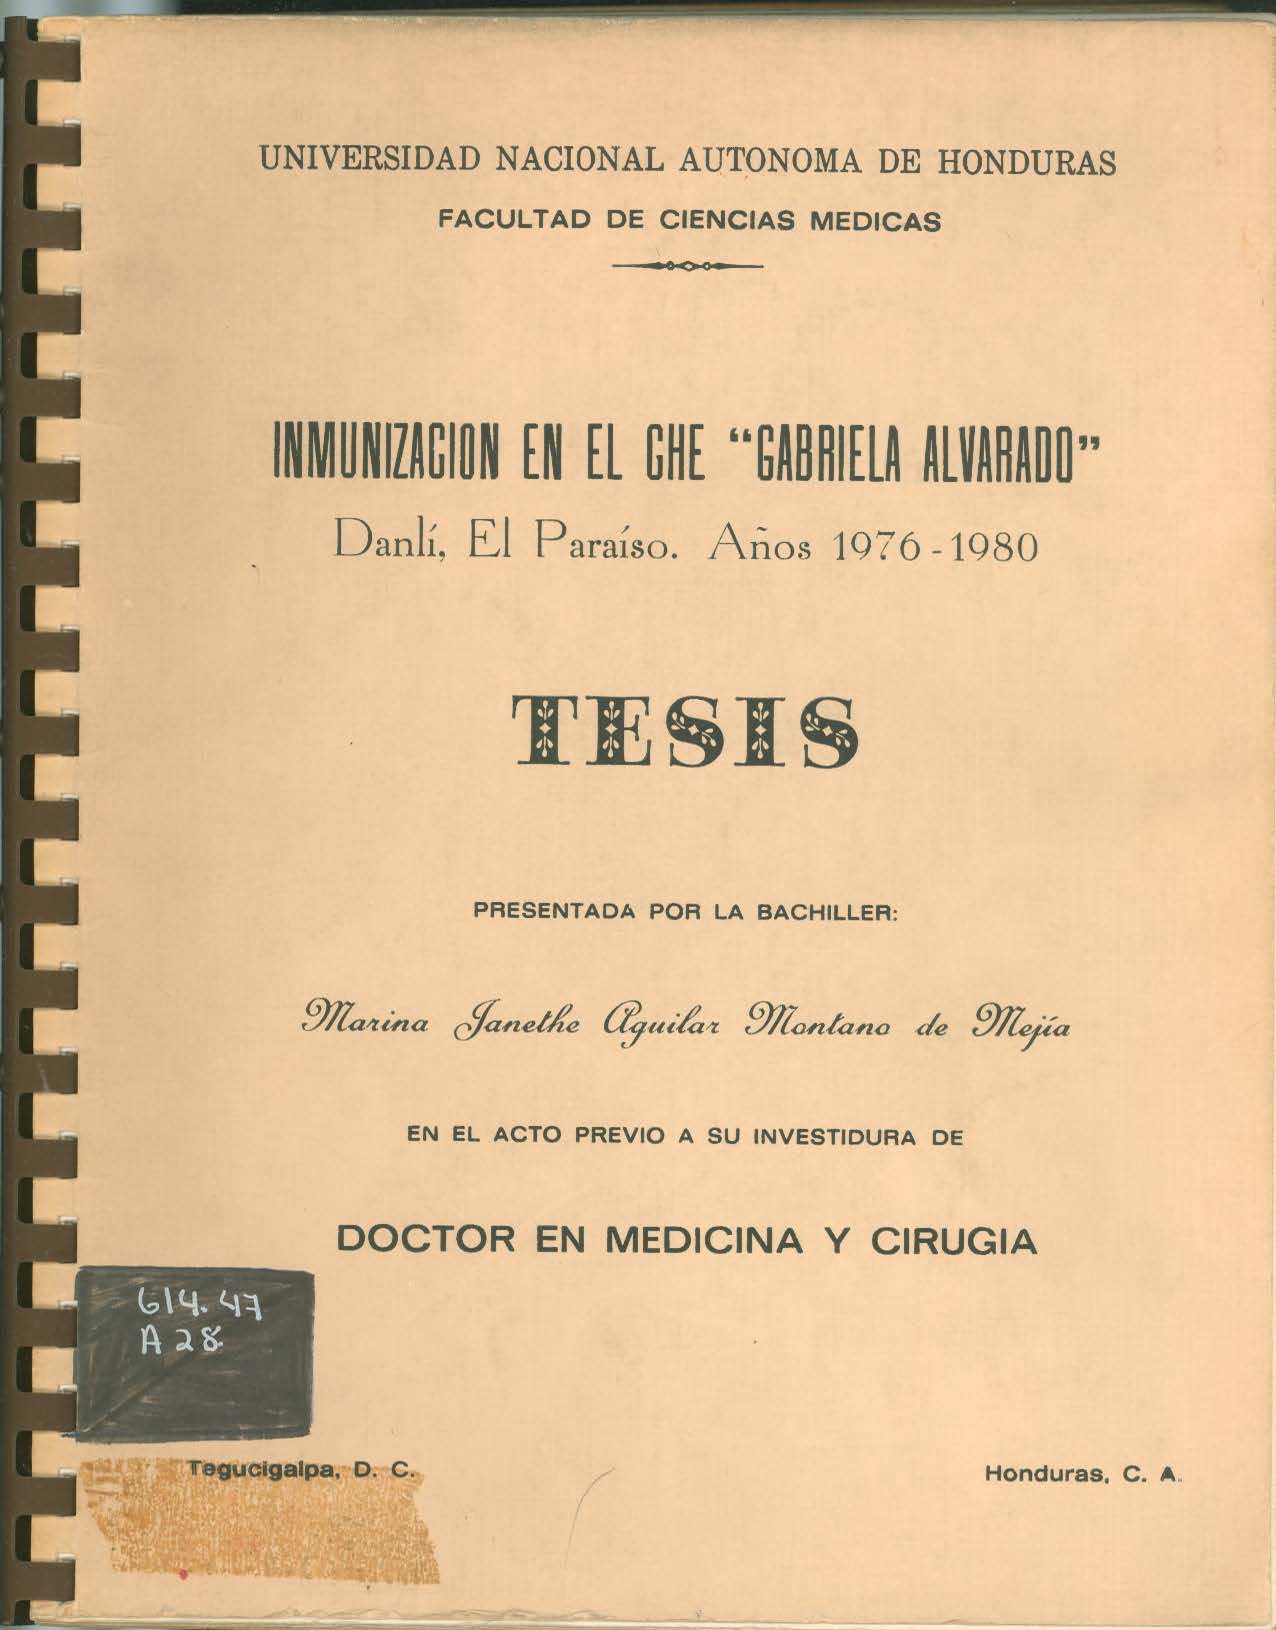 UNIVERSIDAD NACIONAL AUTONOMA DE HONDURAS
FACULTAD DE CIENCIAS MEDICAS
INMUNIZACION EN EL CHE “GABRIELA ALVARADO”
Danlí, El Paraíso. Años 1976 - 1980
TESIS
PRESENTADA POR LA BACHILLER:
Marina Janethe Aguilar Montano de Mejía
EN EL ACTO PREVIO A SU INVESTIDURA DE
DOCTOR EN MEDICINA Y CIRUGIA
614.47
A28
Tegucigalpa, D. C.
Honduras, C. A.